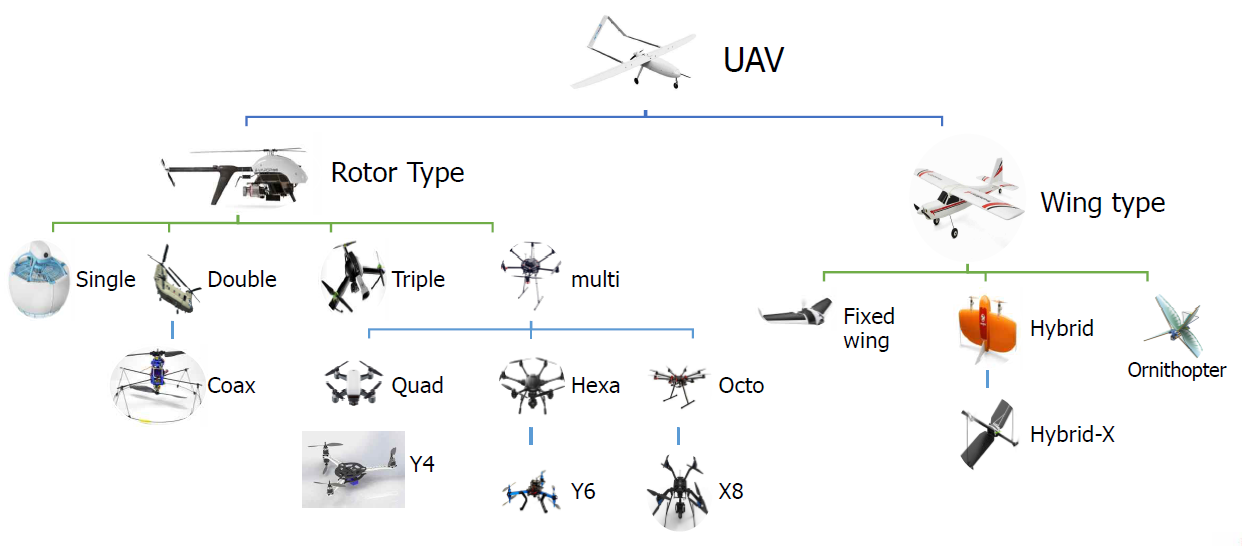 UAV
Rotor Type
Wing type
Single
Double
Triple
multi
Fixed
wing
Hybrid
Ornithopter
Coax
Quad
Hexa
Octo
Hybrid-X
Y4
Y6
X8